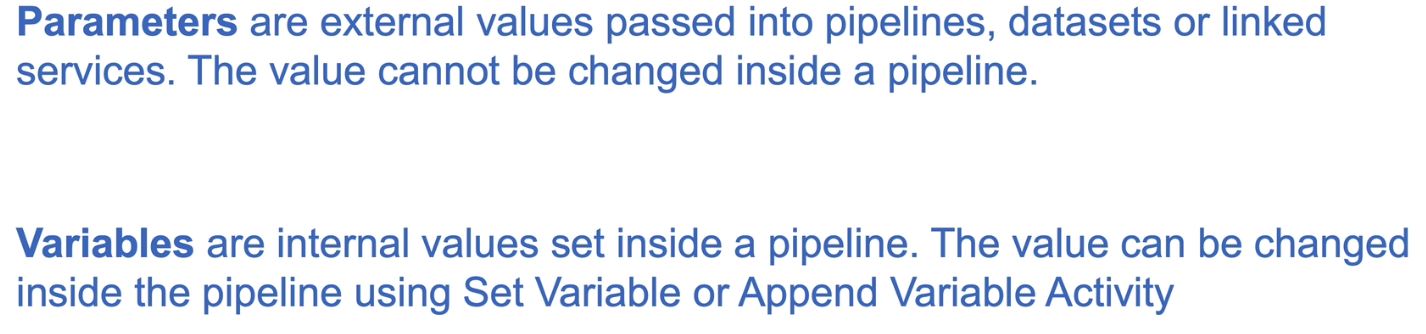 Parameters are external values passed into pipelines, datasets or linked
services. The value cannot be changed inside a pipeline.
Variables are internal values set inside a pipeline. The value can be changed
inside the pipeline using Set Variable or Append Variable Activity